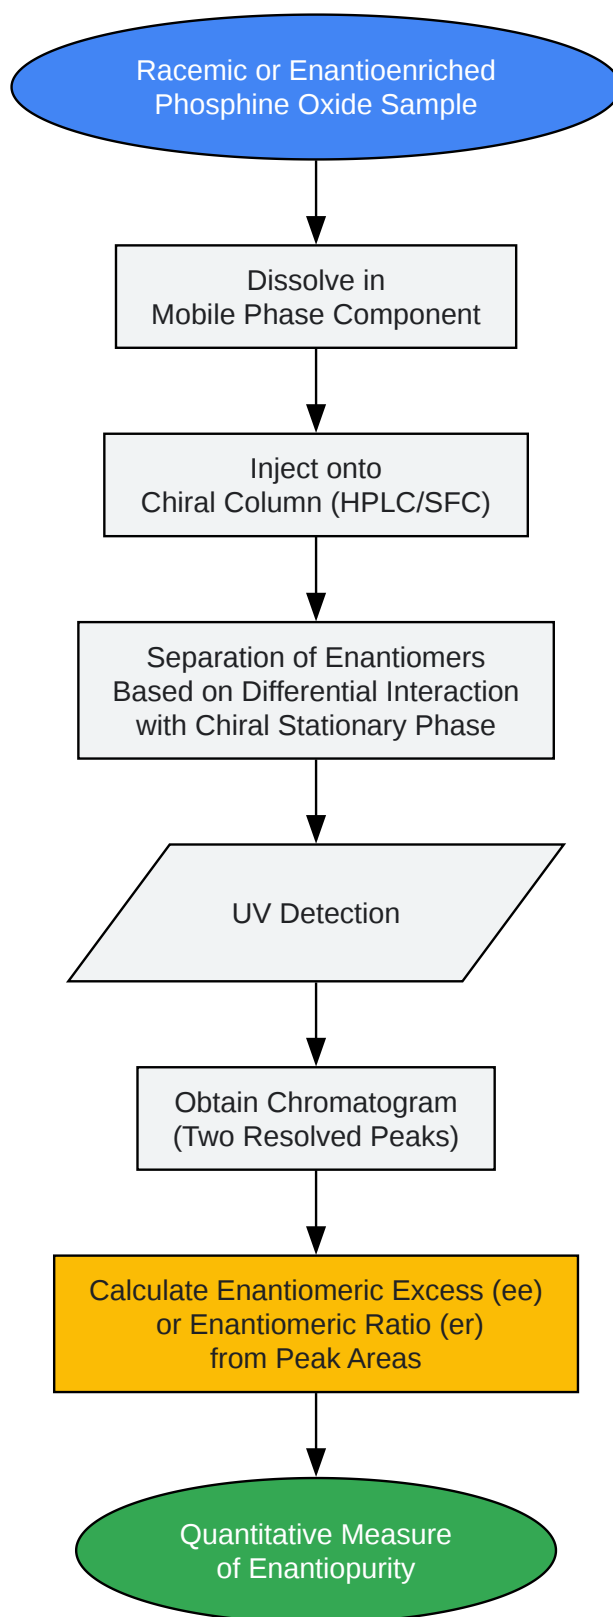 Racemic or Enantioenriched
Phosphine Oxide Sample
Dissolve in
Mobile Phase Component
Inject onto
Chiral Column (HPLC/SFC)
Separation of Enantiomers
Based on Differential Interaction
with Chiral Stationary Phase
UV Detection
Obtain Chromatogram
(Two Resolved Peaks)
Calculate Enantiomeric Excess (ee)
or Enantiomeric Ratio (er)
from Peak Areas
Quantitative Measure
of Enantiopurity